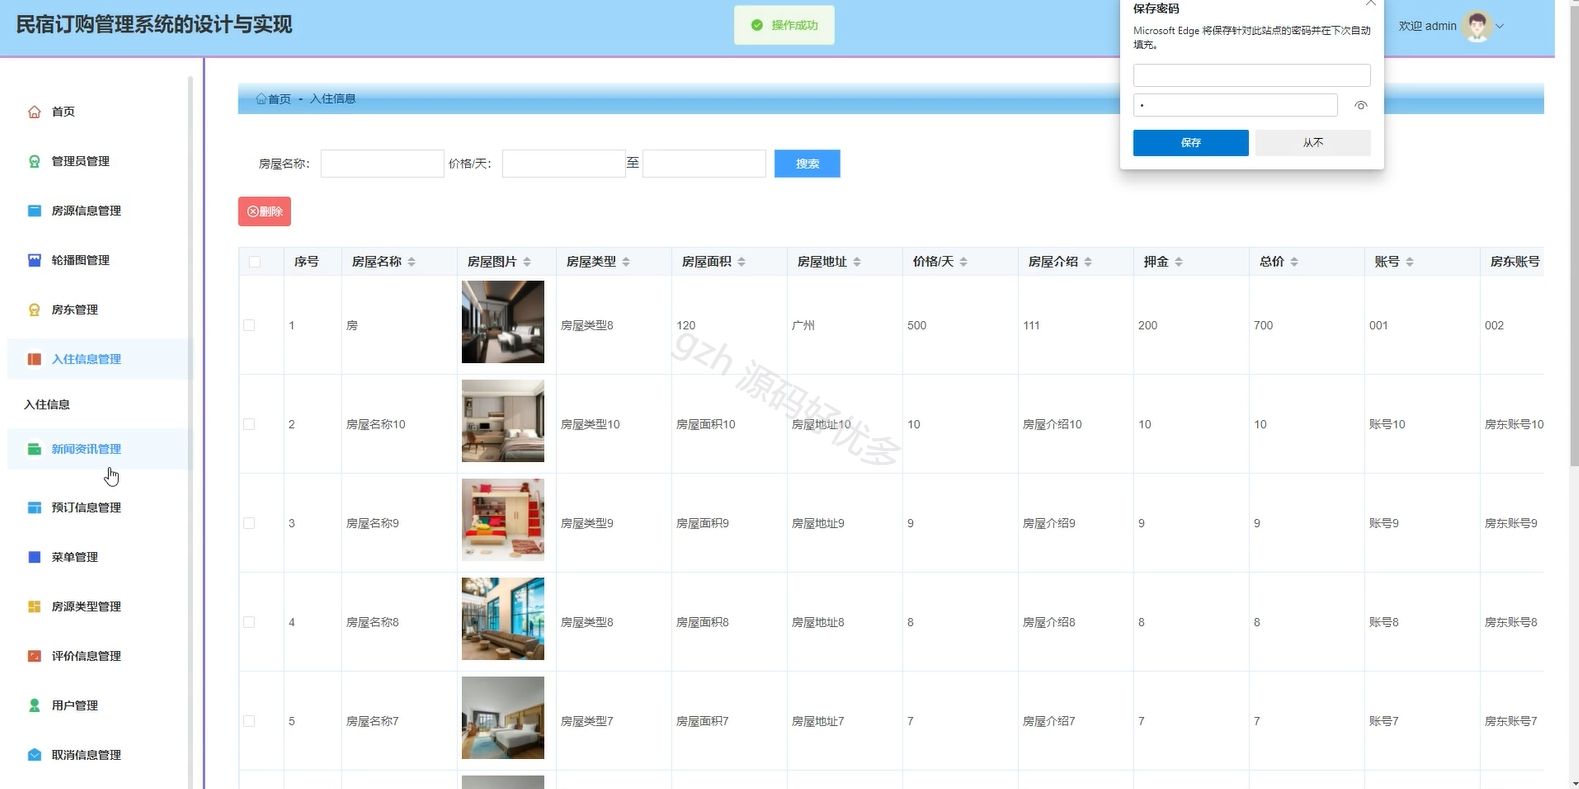 民宿订购管理系统的设计与实现
操作成功
欢迎 admin
保存密码
Microsoft Edge 将保存针对此站点的密码并在下次自动
填充。
保存
从不
首页
管理员管理
房源信息管理
轮播图管理
房东管理
入住信息管理
入住信息
新闻资讯管理
预订信息管理
菜单管理
房源类型管理
评价信息管理
用户管理
取消信息管理
首页 - 入住信息
房屋名称: 价格/天: 至 搜索
删除
序号 房屋名称 房屋图片 房屋类型 房屋面积 房屋地址 价格/天 房屋介绍 押金 总价 账号 房东账号
1 房 房屋类型8 120 广州 500 111 200 700 001 002
2 房屋名称10 房屋类型10 房屋面积10 房屋地址10 10 房屋介绍10 10 10 账号10 房东账号10
3 房屋名称9 房屋类型9 房屋面积9 房屋地址9 9 房屋介绍9 9 9 账号9 房东账号9
4 房屋名称8 房屋类型8 房屋面积8 房屋地址8 8 房屋介绍8 8 8 账号8 房东账号8
5 房屋名称7 房屋类型7 房屋面积7 房屋地址7 7 房屋介绍7 7 7 账号7 房东账号7
gzh 源码好优多